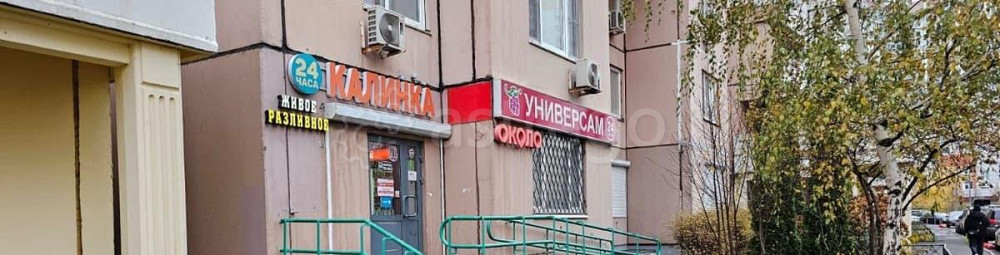 24
ЧАСА
КАЛИНКА
ЖИВОЕ
РАЗЛИВНОЕ
УНИВЕРСАМ 24
ОКОЛО